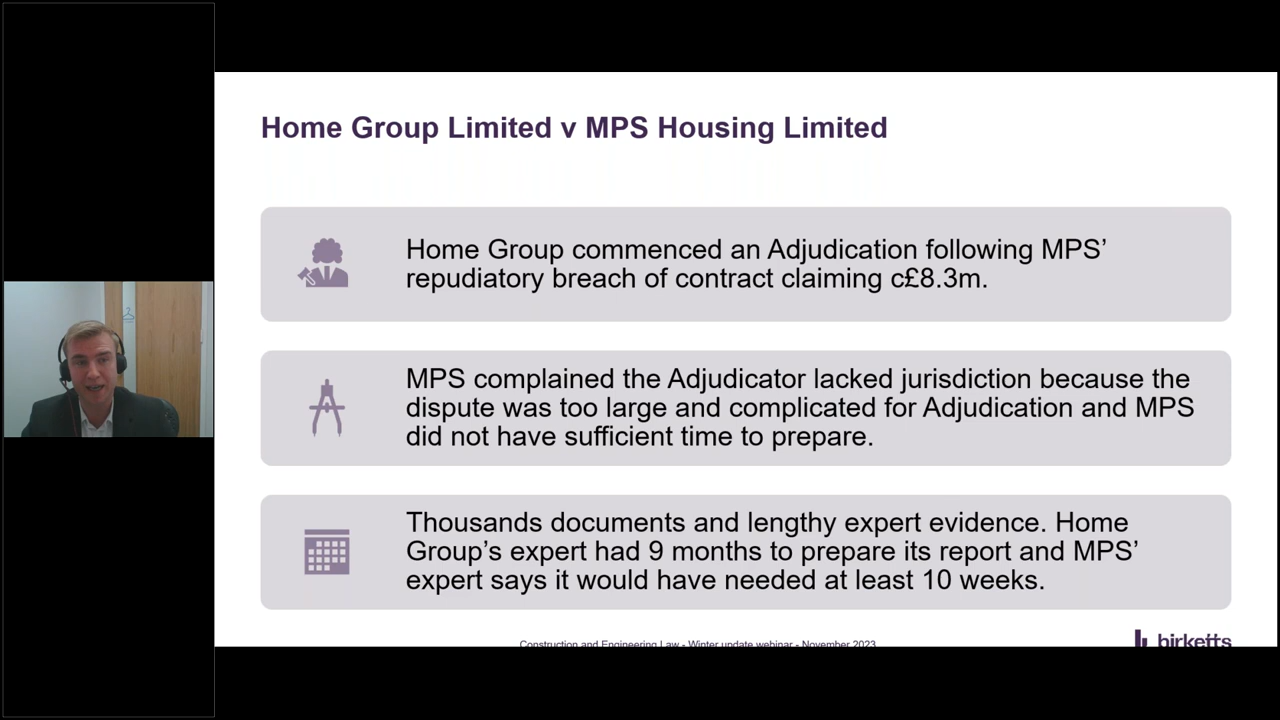 Home Group Limited v MPS Housing Limited
Home Group commenced an Adjudication following MPS’
repudiatory breach of contract claiming c£8.3m.
MPS complained the Adjudicator lacked jurisdiction because the
dispute was too large and complicated for Adjudication and MPS
did not have sufficient time to prepare.
Thousands documents and lengthy expert evidence. Home
Group’s expert had 9 months to prepare its report and MPS’
expert says it would have needed at least 10 weeks.
Construction and Engineering Law - Winter update webinar - November 2023
birketts